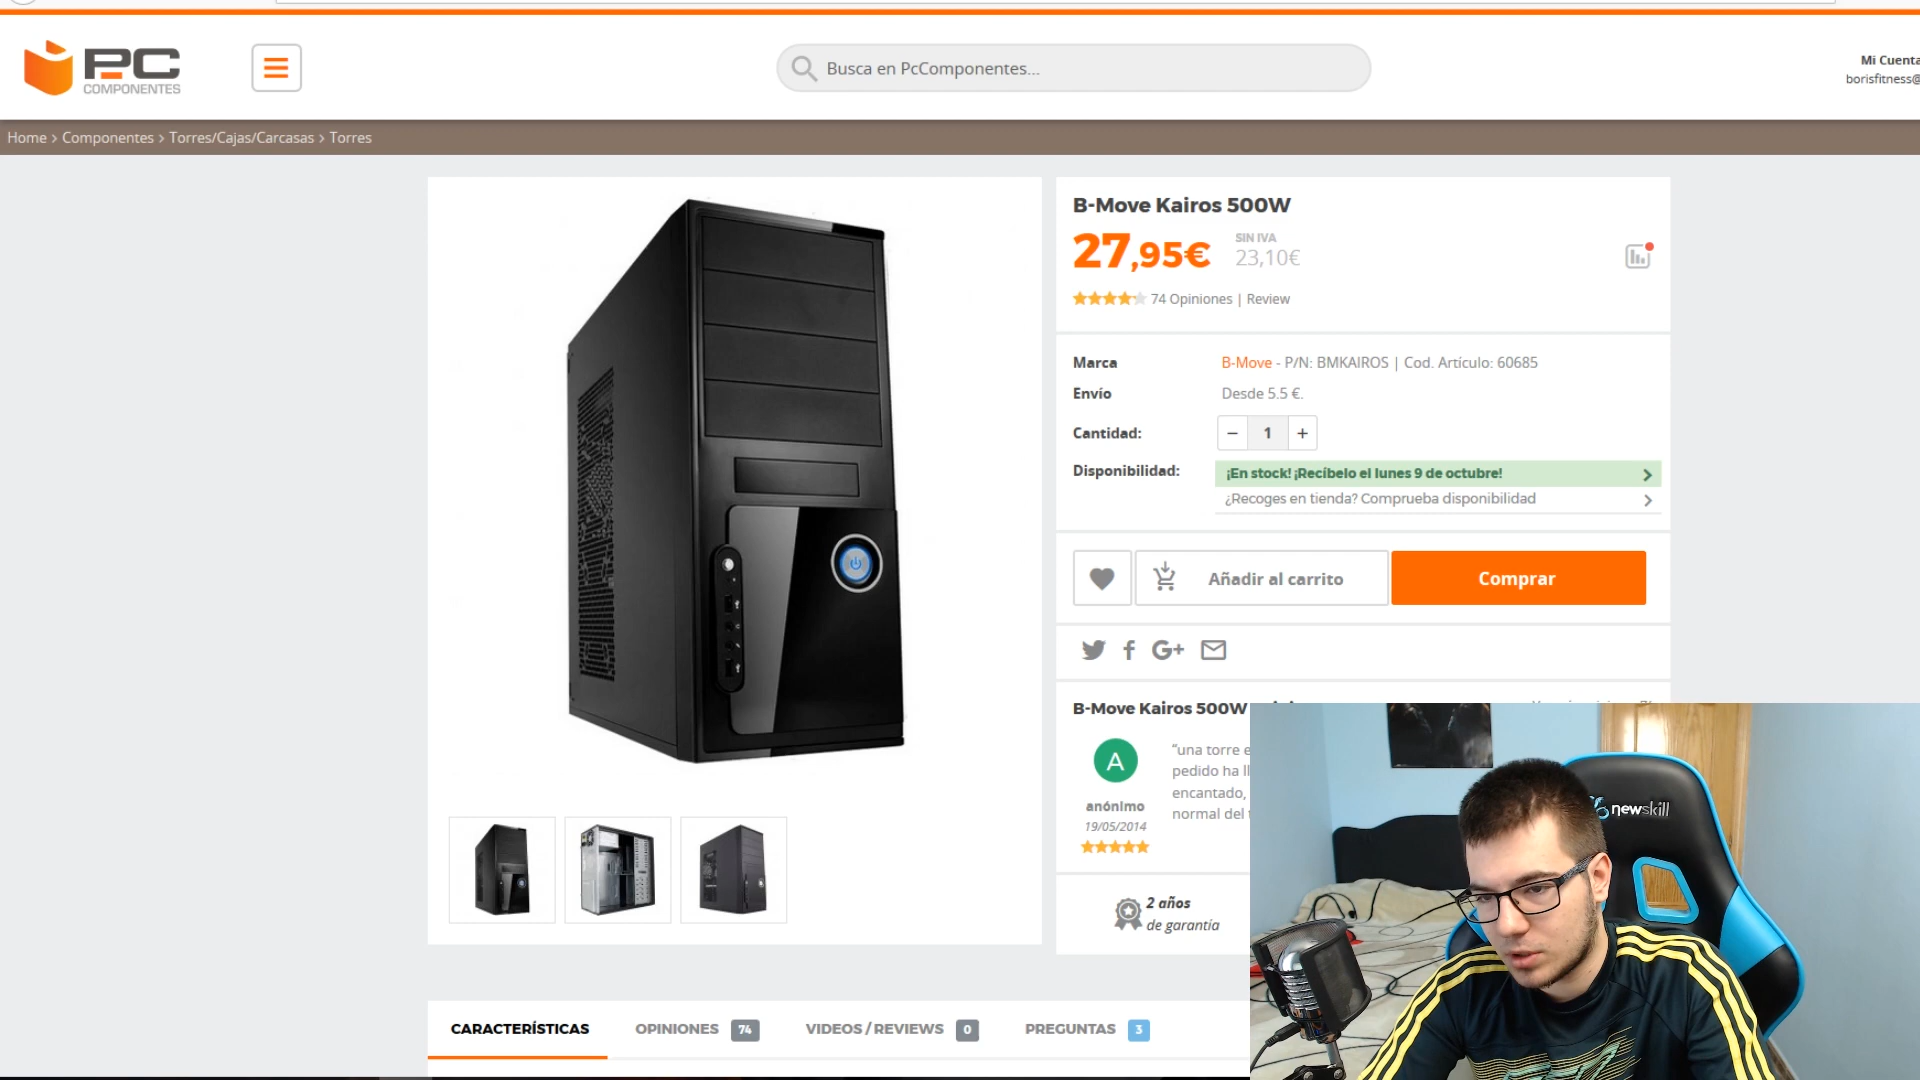 PC
COMPONENTES
Busca en PcComponentes...
Mi Cuenta
borisfitness@
Home > Componentes > Torres/Cajas/Carcasas > Torres
B-Move Kairos 500W
27,95€
SIN IVA
23,10€
74 Opiniones | Review
Marca
B-Move - P/N: BMKAIROS | Cod. Artículo: 60685
Envío
Desde 5.5 €.
Cantidad:
− 1 +
Disponibilidad:
¡En stock! ¡Recíbelo el lunes 9 de octubre!
¿Recoges en tienda? Comprueba disponibilidad
Añadir al carrito
Comprar
G+
B-Move Kairos 500W
A
"una torre e
pedido ha ll
encantado,
normal del
anónimo
19/05/2014
2 años
de garantía
newskill
CARACTERÍSTICAS
OPINIONES 74
VIDEOS / REVIEWS 0
PREGUNTAS 3